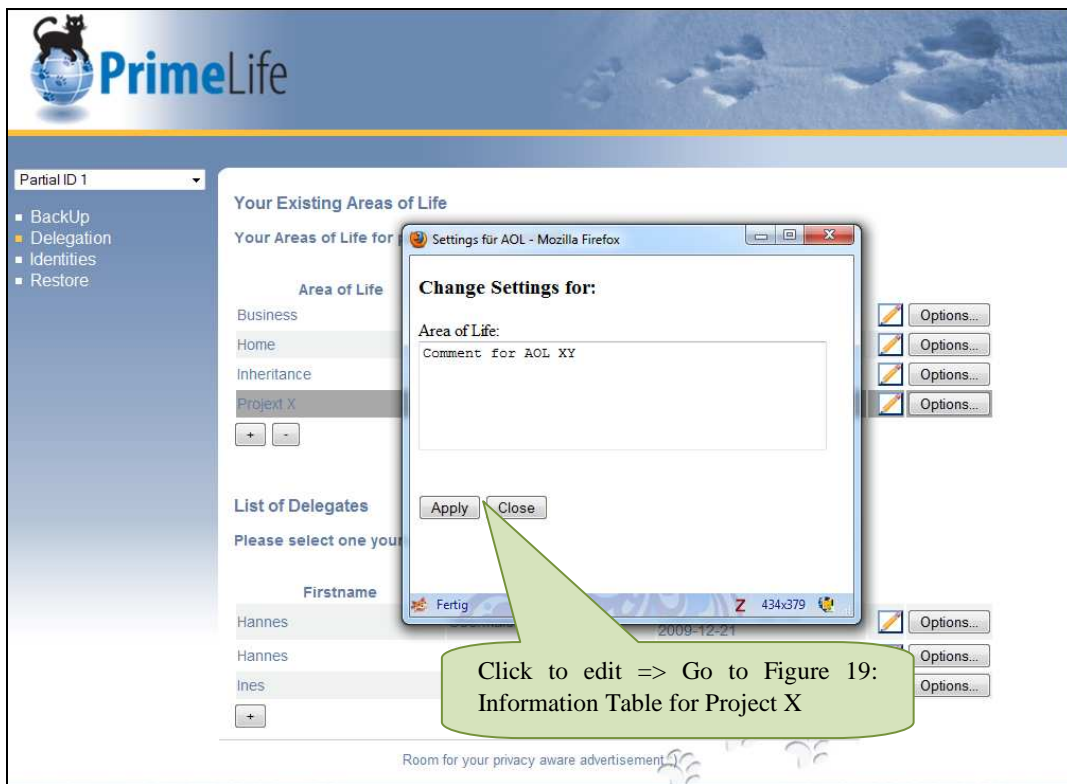 PrimeLife
Partial ID 1
BackUp
Delegation
Identities
Restore
Your Existing Areas of Life
Your Areas of Life for
Area of Life
Business
Options...
Home
Options...
Inheritance
Options...
Projext X
Options...
+ -
Settings für AOL - Mozilla Firefox
Change Settings for:
Area of Life:
Comment for AOL XY
Apply Close
Fertig
Z 434x379
List of Delegates
Please select one your
Firstname
Hannes
2009-12-21
Options...
Hannes
Options...
Ines
Options...
+
Click to edit => Go to Figure 19:
Information Table for Project X
Room for your privacy aware advertisement